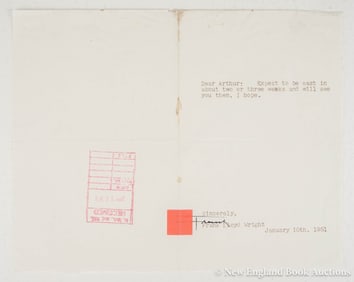 Dear Arthur: Expect to be east in
about two or three weeks and will see
you then, I hope.
Sincerely,
Frank Lloyd Wright
January 10th, 1951
RECEIVED
© New England Book Auctions